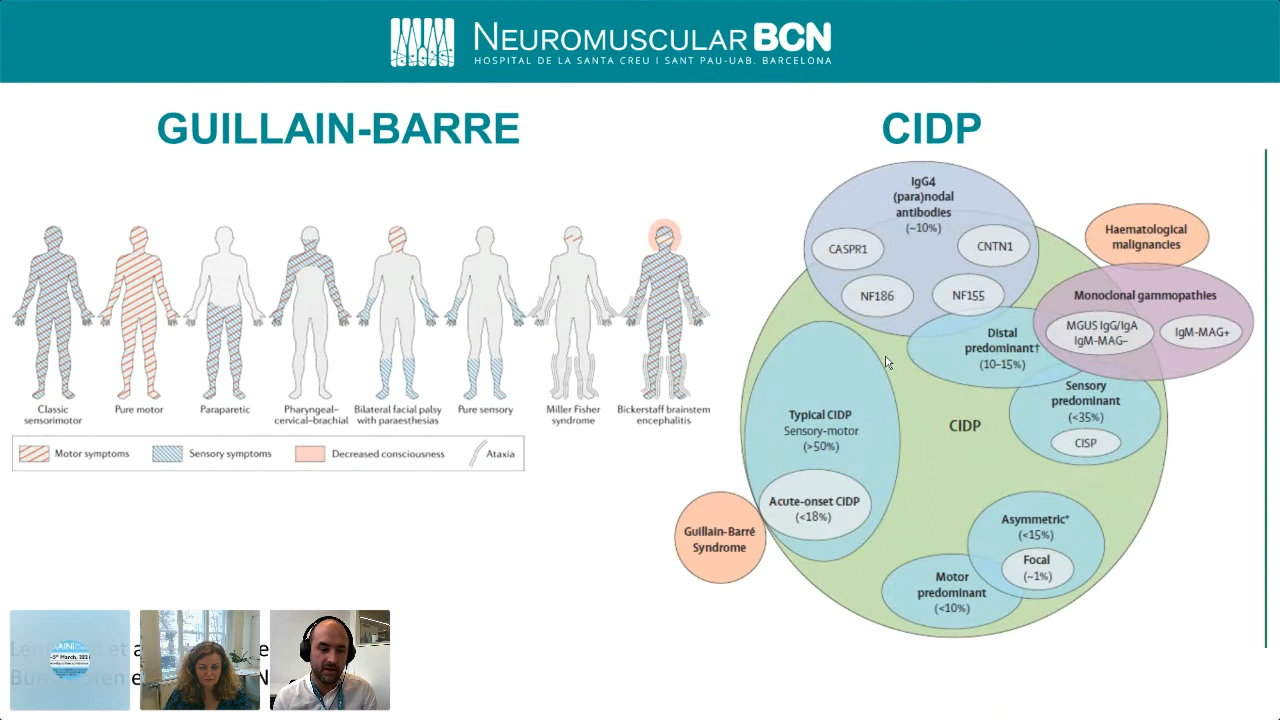 NEUROMUSCULAR BCN
HOSPITAL DE LA SANTA CREU I SANT PAU-UAB. BARCELONA
GUILLAIN-BARRE
CIDP
Classic
sensorimotor
Pure motor
Paraparetic
Pharyngeal–
cervical–brachial
Bilateral facial palsy
with paraesthesias
Pure sensory
Miller Fisher
syndrome
Bickerstaff brainstem
encephalitis
Motor symptoms
Sensory symptoms
Decreased consciousness
Ataxia
IgG4
(para)nodal
antibodies
(~10%)
CASPR1
CNTN1
NF186
NF155
Haematological
malignancies
Monoclonal gammopathies
MGUS IgG/IgA
IgM-MAG–
IgM-MAG+
Distal
predominant†
(10–15%)
Sensory
predominant
(<35%)
CISP
CIDP
Typical CIDP
Sensory-motor
(>50%)
Acute-onset CIDP
(<18%)
Guillain-Barré
Syndrome
Asymmetric*
(<15%)
Focal
(~1%)
Motor
predominant
(<10%)